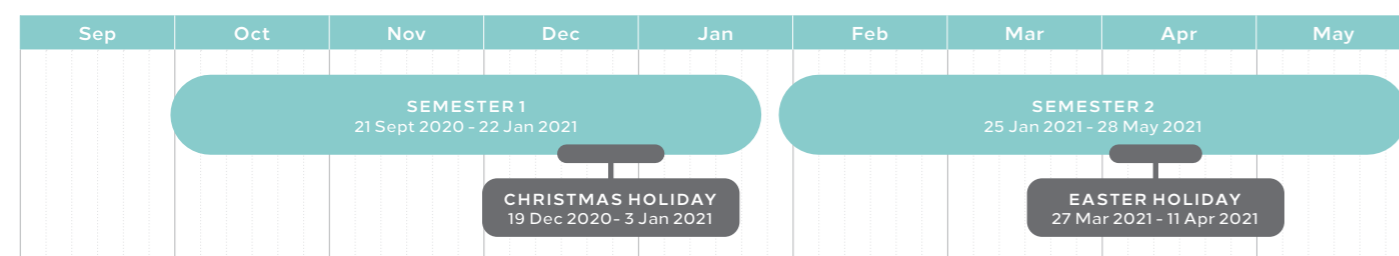 Sep Oct Nov Dec Jan Feb Mar Apr May
SEMESTER 1
21 Sept 2020 - 22 Jan 2021
SEMESTER 2
25 Jan 2021 - 28 May 2021
CHRISTMAS HOLIDAY
19 Dec 2020- 3 Jan 2021
EASTER HOLIDAY
27 Mar 2021 - 11 Apr 2021